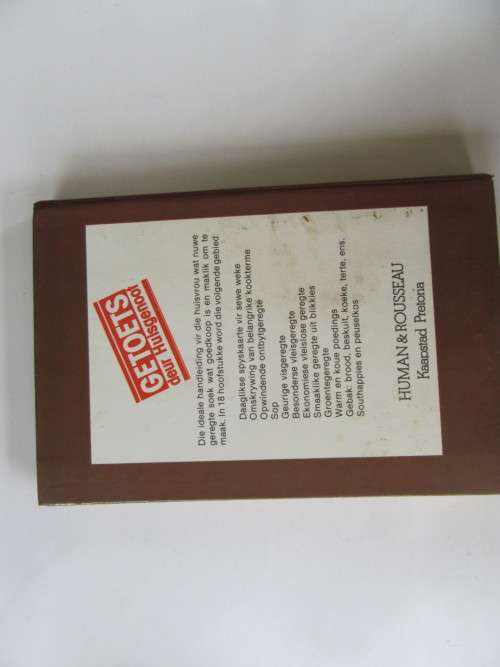 GETOETS
deur Huisgenoot
Die ideale handleiding vir die huisvrou wat nuwe
geregte soek wat goedkoop is en maklik om te
maak. In 18 hoofstukke word die volgende gebied:
Daaglikse spyskaarte vir sewe weke
Omskrywing van belangrike kookterme
Opwindende ontbytgeregte
Sop
Geurige visgeregte
Besonderse vleisgeregte
Ekonomiese vleislose geregte
Smaaklike geregte uit blikkies
Groentegeregte
Warm en koue poedings
Gebak: brood, beskuit, koeke, terte, ens.
Southappies en peuselkos
HUMAN & ROUSSEAU
Kaapstad Pretoria